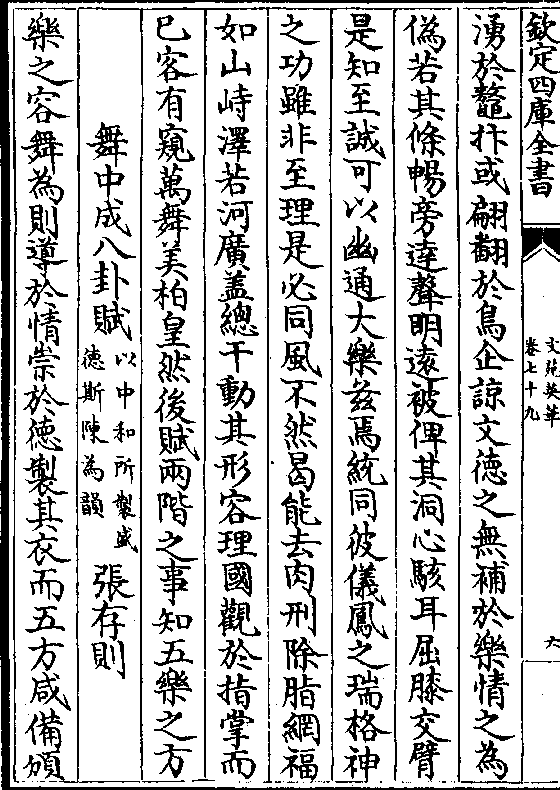 欽定四庫全書
文苑英華
卷七十九
六
湧於鼇抃或翩翻於鳥企諒文德之無補於樂情之為
偽若其條暢旁達聲明遠被俾其洞心駭耳屈膝交臂
是知至誠可以幽通大樂茲焉統同彼儀鳳之瑞格神
之功雖非至理是必同風不然曷能去肉刑除脂網福
如山峙澤若河廣盖總干動其形容理國觀於指掌而
巳客有窺萬舞美柏皇然後賦兩階之事知五樂之方
舞中成八卦賦 以中和所製盛德斯陳為韻 張存則
樂之容舞為則導於情崇於德製其衣而五方咸備頒